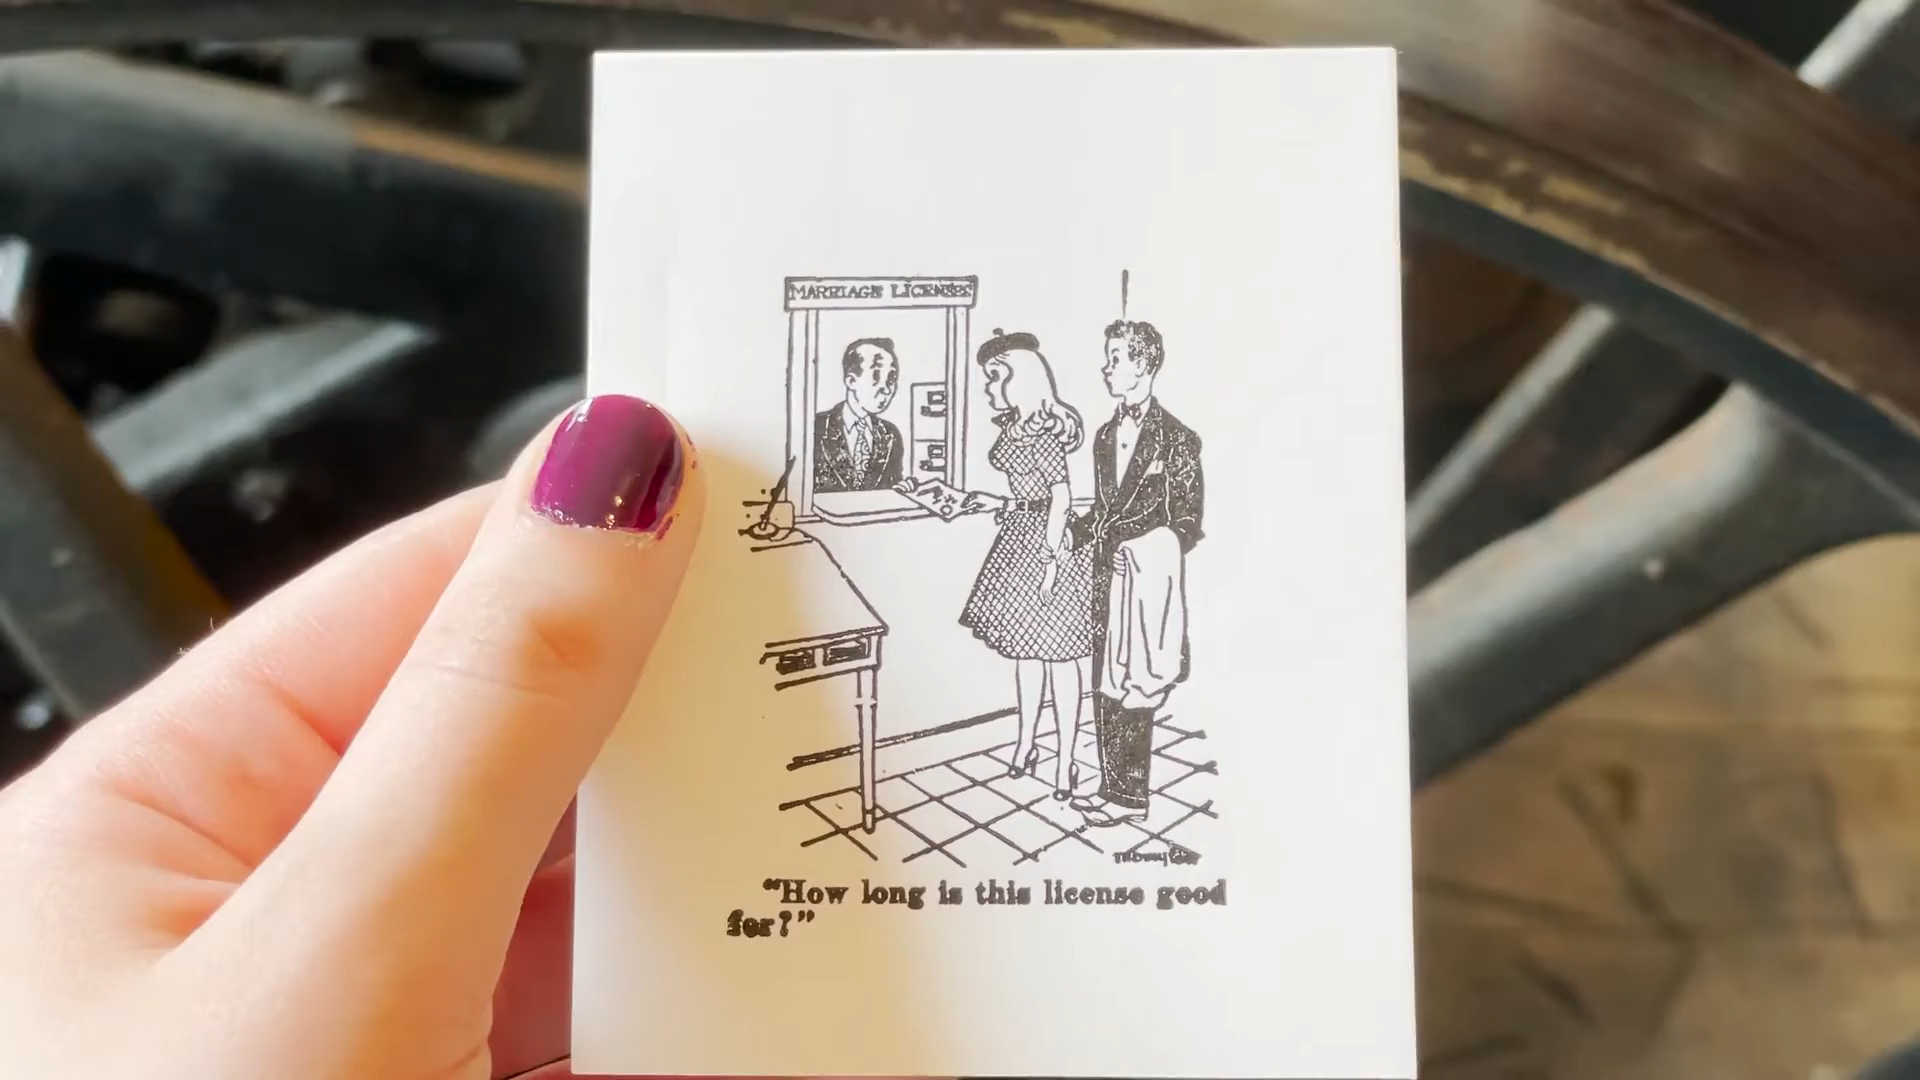 MARRIAGE LICENSES
“How long is this license good
for?”